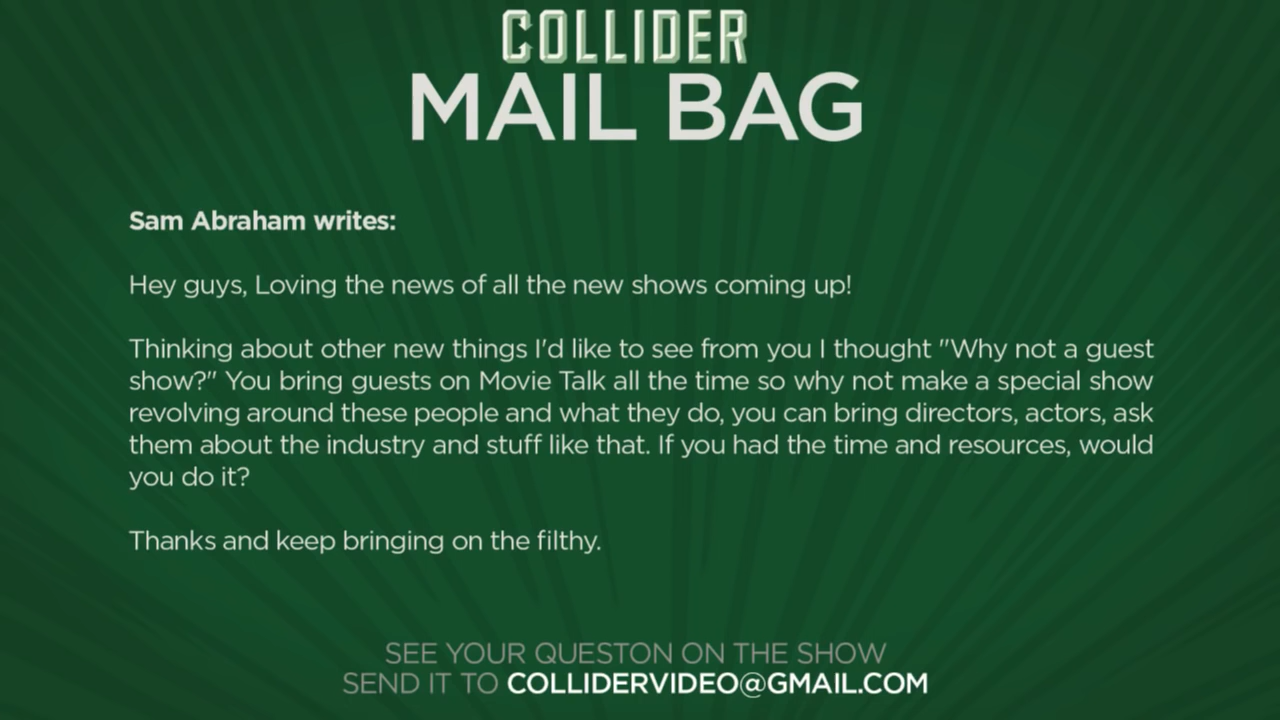 COLLIDER
MAIL BAG
Sam Abraham writes:
Hey guys, Loving the news of all the new shows coming up!
Thinking about other new things I'd like to see from you I thought "Why not a guest
show?" You bring guests on Movie Talk all the time so why not make a special show
revolving around these people and what they do, you can bring directors, actors, ask
them about the industry and stuff like that. If you had the time and resources, would
you do it?
Thanks and keep bringing on the filthy.
SEE YOUR QUESTON ON THE SHOW
SEND IT TO COLLIDERVIDEO@GMAIL.COM